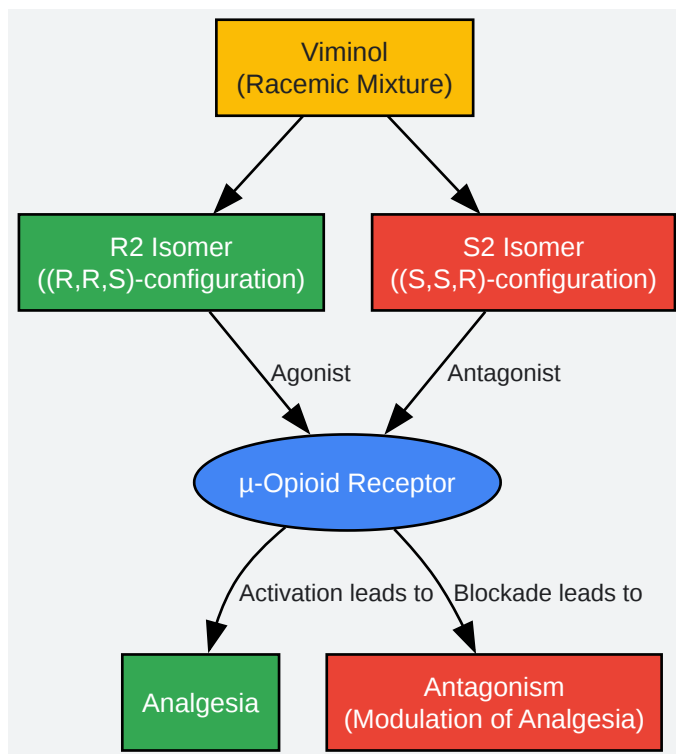 Viminol
(Racemic Mixture)
R2 Isomer
((R,R,S)-configuration)
S2 Isomer
((S,S,R)-configuration)
Agonist
Antagonist
µ-Opioid Receptor
Activation leads to
Blockade leads to
Analgesia
Antagonism
(Modulation of Analgesia)